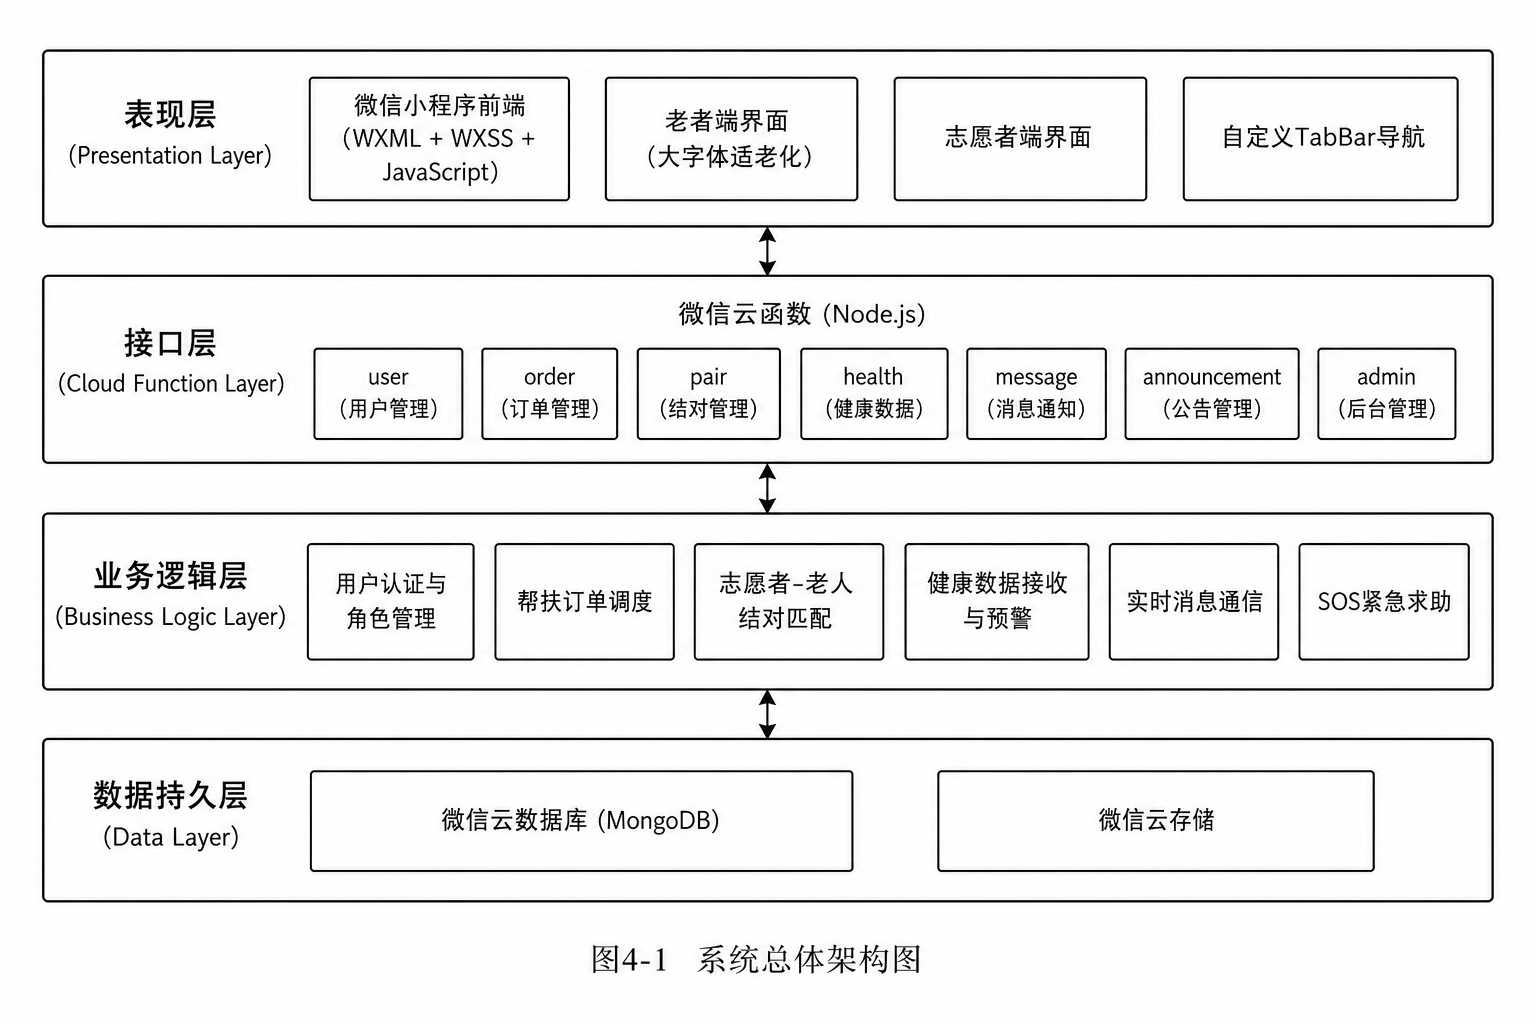 表现层
(Presentation Layer)
微信小程序前端
(WXML + WXSS +
JavaScript)
老者端界面
(大字体适老化)
志愿者端界面
自定义TabBar导航
接口层
(Cloud Function Layer)
微信云函数 (Node.js)
user
(用户管理)
order
(订单管理)
pair
(结对管理)
health
(健康数据)
message
(消息通知)
announcement
(公告管理)
admin
(后台管理)
业务逻辑层
(Business Logic Layer)
用户认证与
角色管理
帮扶订单调度
志愿者–老人
结对匹配
健康数据接收
与预警
实时消息通信
SOS紧急求助
数据持久层
(Data Layer)
微信云数据库 (MongoDB)
微信云存储
图4-1 系统总体架构图